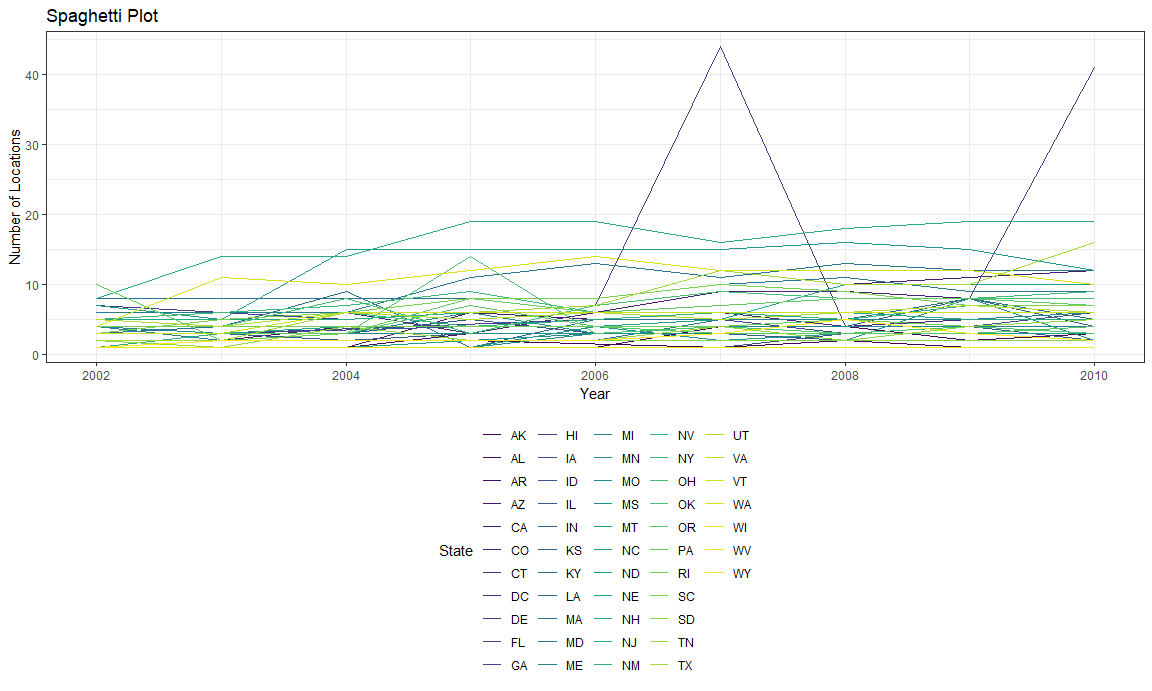 Spaghetti Plot
Number of Locations
40
30
20
10
0
2002 2004 2006 2008 2010
Year
State
AK HI MI NV UT
AL IA MN NY VA
AR ID MO OH VT
AZ IL MS OK WA
CA IN MT OR WI
CO KS NC PA WV
CT KY ND RI WY
DC LA NE SC
DE MA NH SD
FL MD NJ TN
GA ME NM TX